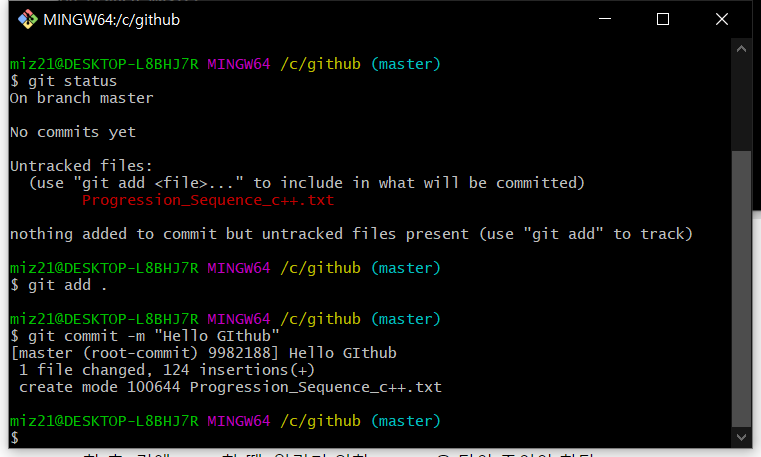 MINGW64:/c/github
miz21@DESKTOP-L8BHJ7R MINGW64 /c/github (master)
$ git status
On branch master
No commits yet
Untracked files:
(use "git add <file>..." to include in what will be committed)
Progression_Sequence_c++.txt
nothing added to commit but untracked files present (use "git add" to track)
miz21@DESKTOP-L8BHJ7R MINGW64 /c/github (master)
$ git add .
miz21@DESKTOP-L8BHJ7R MINGW64 /c/github (master)
$ git commit -m "Hello GIthub"
[master (root-commit) 9982188] Hello GIthub
1 file changed, 124 insertions(+)
create mode 100644 Progression_Sequence_c++.txt
miz21@DESKTOP-L8BHJ7R MINGW64 /c/github (master)
$